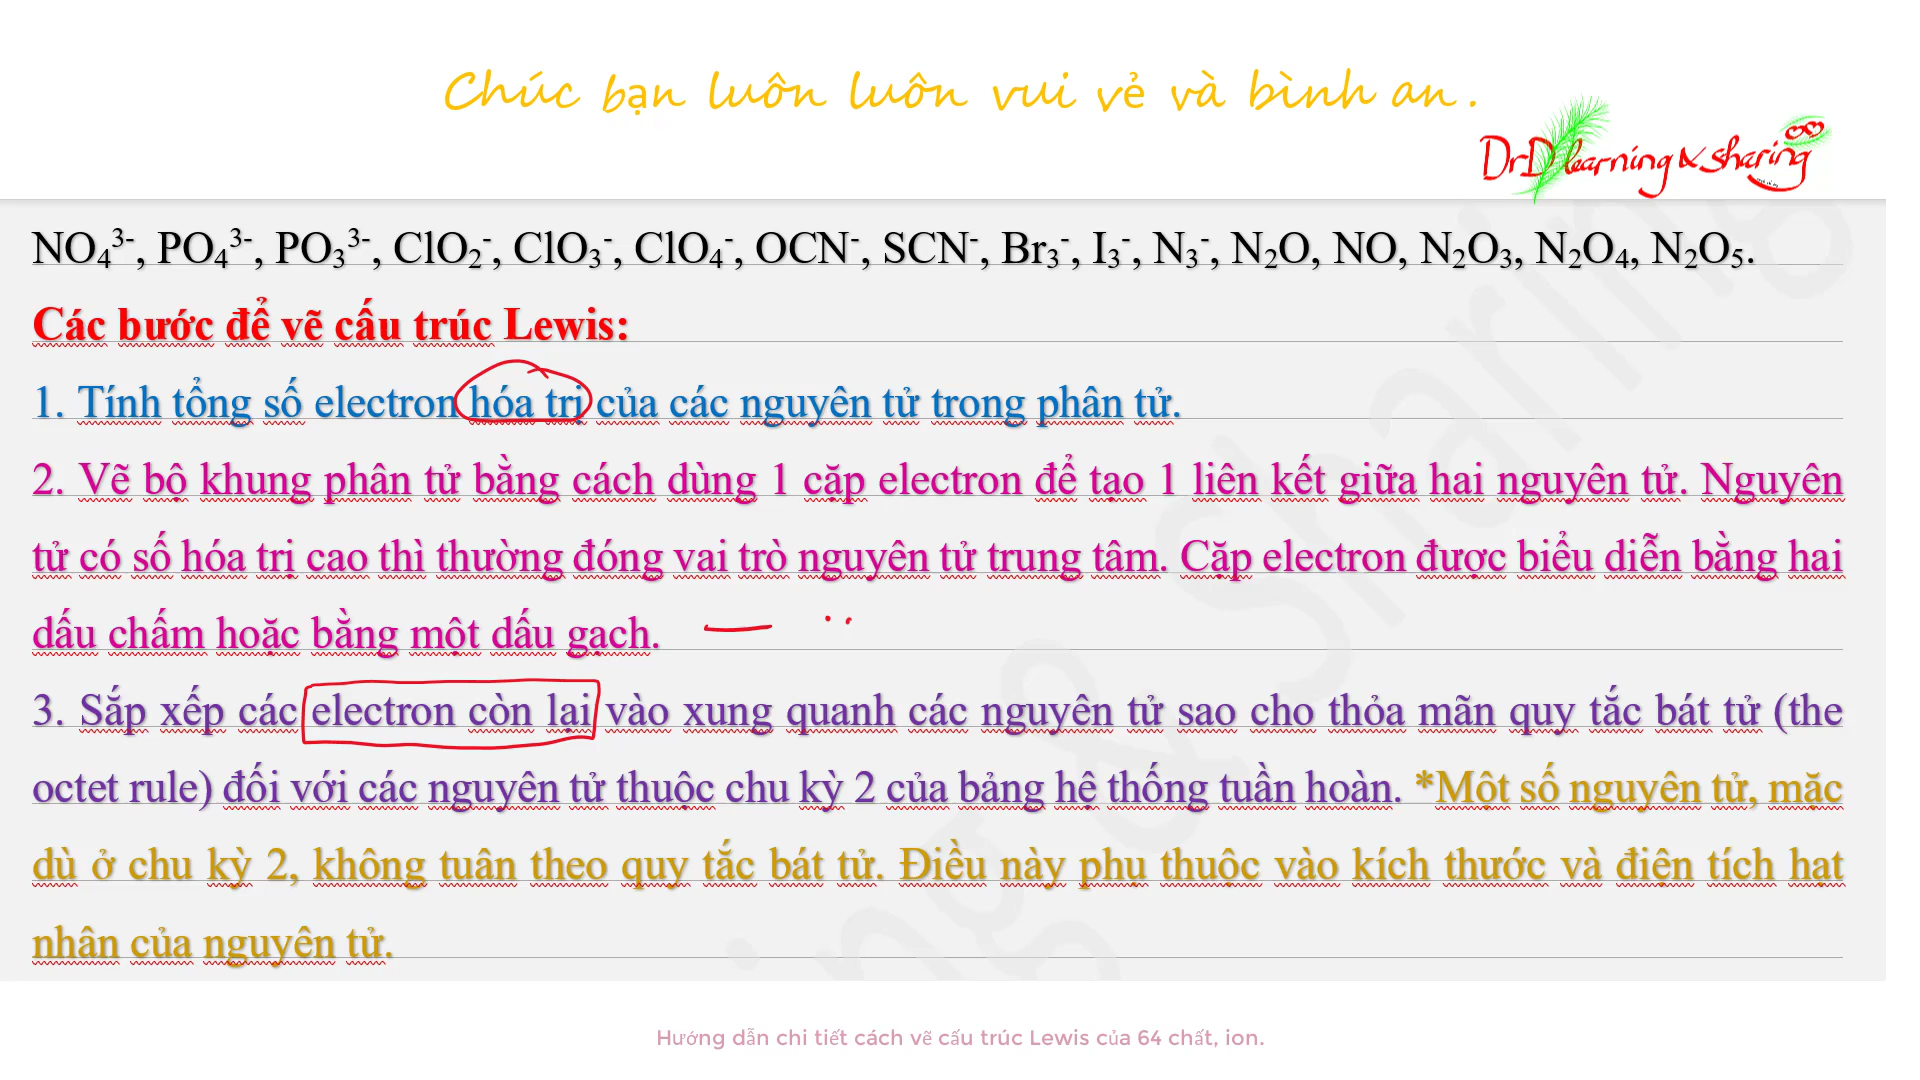 Chúc bạn luôn luôn vui vẻ và bình an.
DrD learning & sharing
NO₄³⁻, PO₄³⁻, PO₃³⁻, ClO₂⁻, ClO₃⁻, ClO₄⁻, OCN⁻, SCN⁻, Br₃⁻, I₃⁻, N₃⁻, N₂O, NO, N₂O₃, N₂O₄, N₂O₅.
Các bước để vẽ cấu trúc Lewis:
1. Tính tổng số electron hóa trị của các nguyên tử trong phân tử.
2. Vẽ bộ khung phân tử bằng cách dùng 1 cặp electron để tạo 1 liên kết giữa hai nguyên tử. Nguyên
tử có số hóa trị cao thì thường đóng vai trò nguyên tử trung tâm. Cặp electron được biểu diễn bằng hai
dấu chấm hoặc bằng một dấu gạch.
3. Sắp xếp các electron còn lại vào xung quanh các nguyên tử sao cho thỏa mãn quy tắc bát tử (the
octet rule) đối với các nguyên tử thuộc chu kỳ 2 của bảng hệ thống tuần hoàn. *Một số nguyên tử, mặc
dù ở chu kỳ 2, không tuân theo quy tắc bát tử. Điều này phụ thuộc vào kích thước và điện tích hạt
nhân của nguyên tử.
Hướng dẫn chi tiết cách vẽ cấu trúc Lewis của 64 chất, ion.